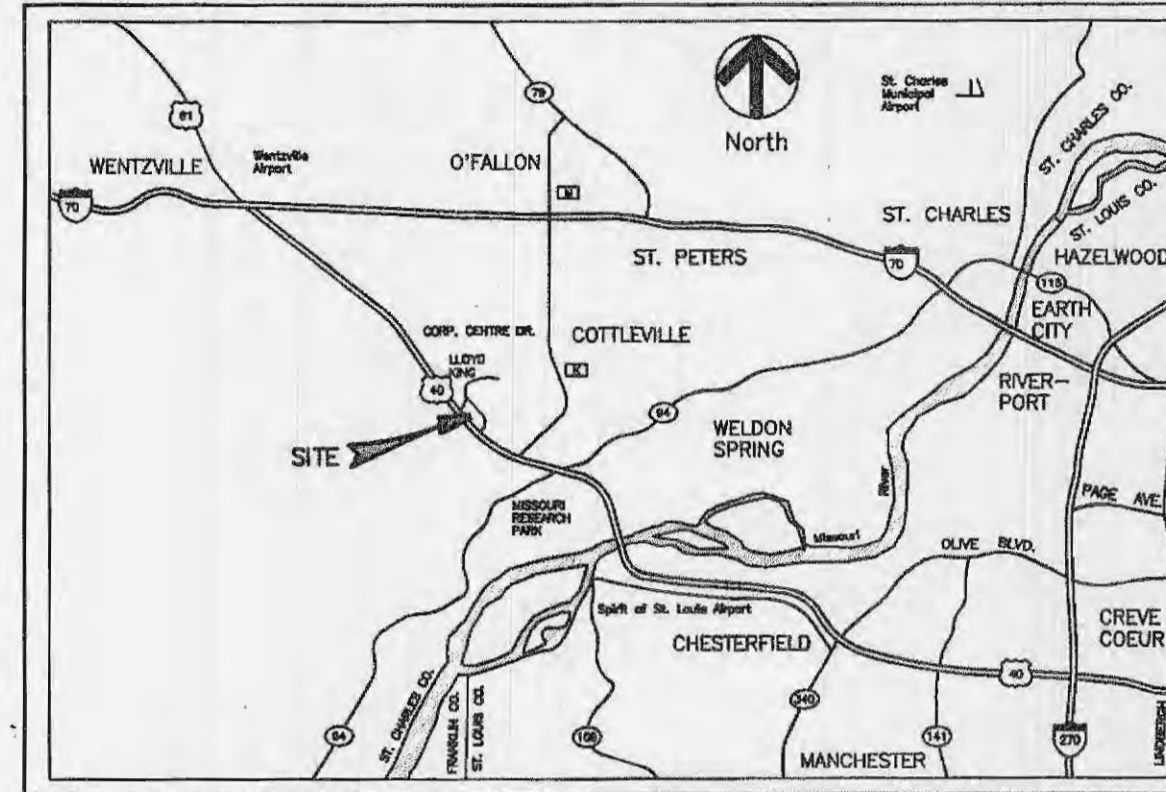 79
St. Charles
Municipal
Airport
North
61
ST. CHARLES CO.
WENTZVILLE
Wentzville
Airport
O'FALLON
M
70
ST. CHARLES
ST. LOUIS CO.
ST. PETERS
70
HAZELWOOD
115
EARTH
CITY
CORP. CENTRE DR.
COTTLEVILLE
LLOYD
KING
K
40
RIVER-
PORT
94
WELDON
SPRING
SITE
River
PAGE AVE.
MISSOURI
RESEARCH
PARK
Missouri
OLIVE BLVD.
Spirit of St. Louis Airport
CHESTERFIELD
CREVE
COEUR
40
ST. CHARLES CO.
FRANKLIN CO.
ST. LOUIS CO.
340
LINDBERGH
94
141
270
MANCHESTER